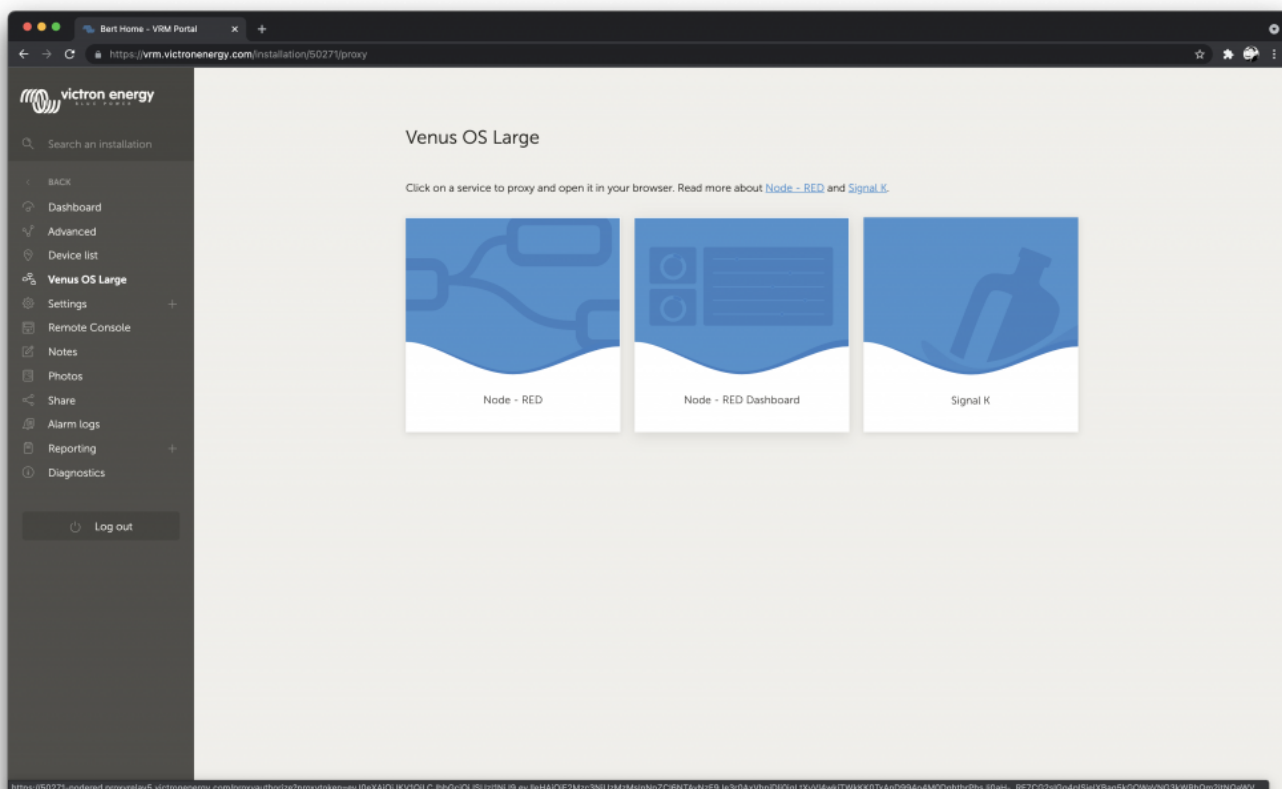 Bert Home - VRM Portal
https://vrm.victronenergy.com/installation/50271/proxy
victron energy
BLUE POWER
Search an installation
BACK
Dashboard
Advanced
Device list
Venus OS Large
Settings
Remote Console
Notes
Photos
Share
Alarm logs
Reporting
Diagnostics
Log out
Venus OS Large
Click on a service to proxy and open it in your browser. Read more about Node - RED and Signal K.
Node - RED
Node - RED Dashboard
Signal K